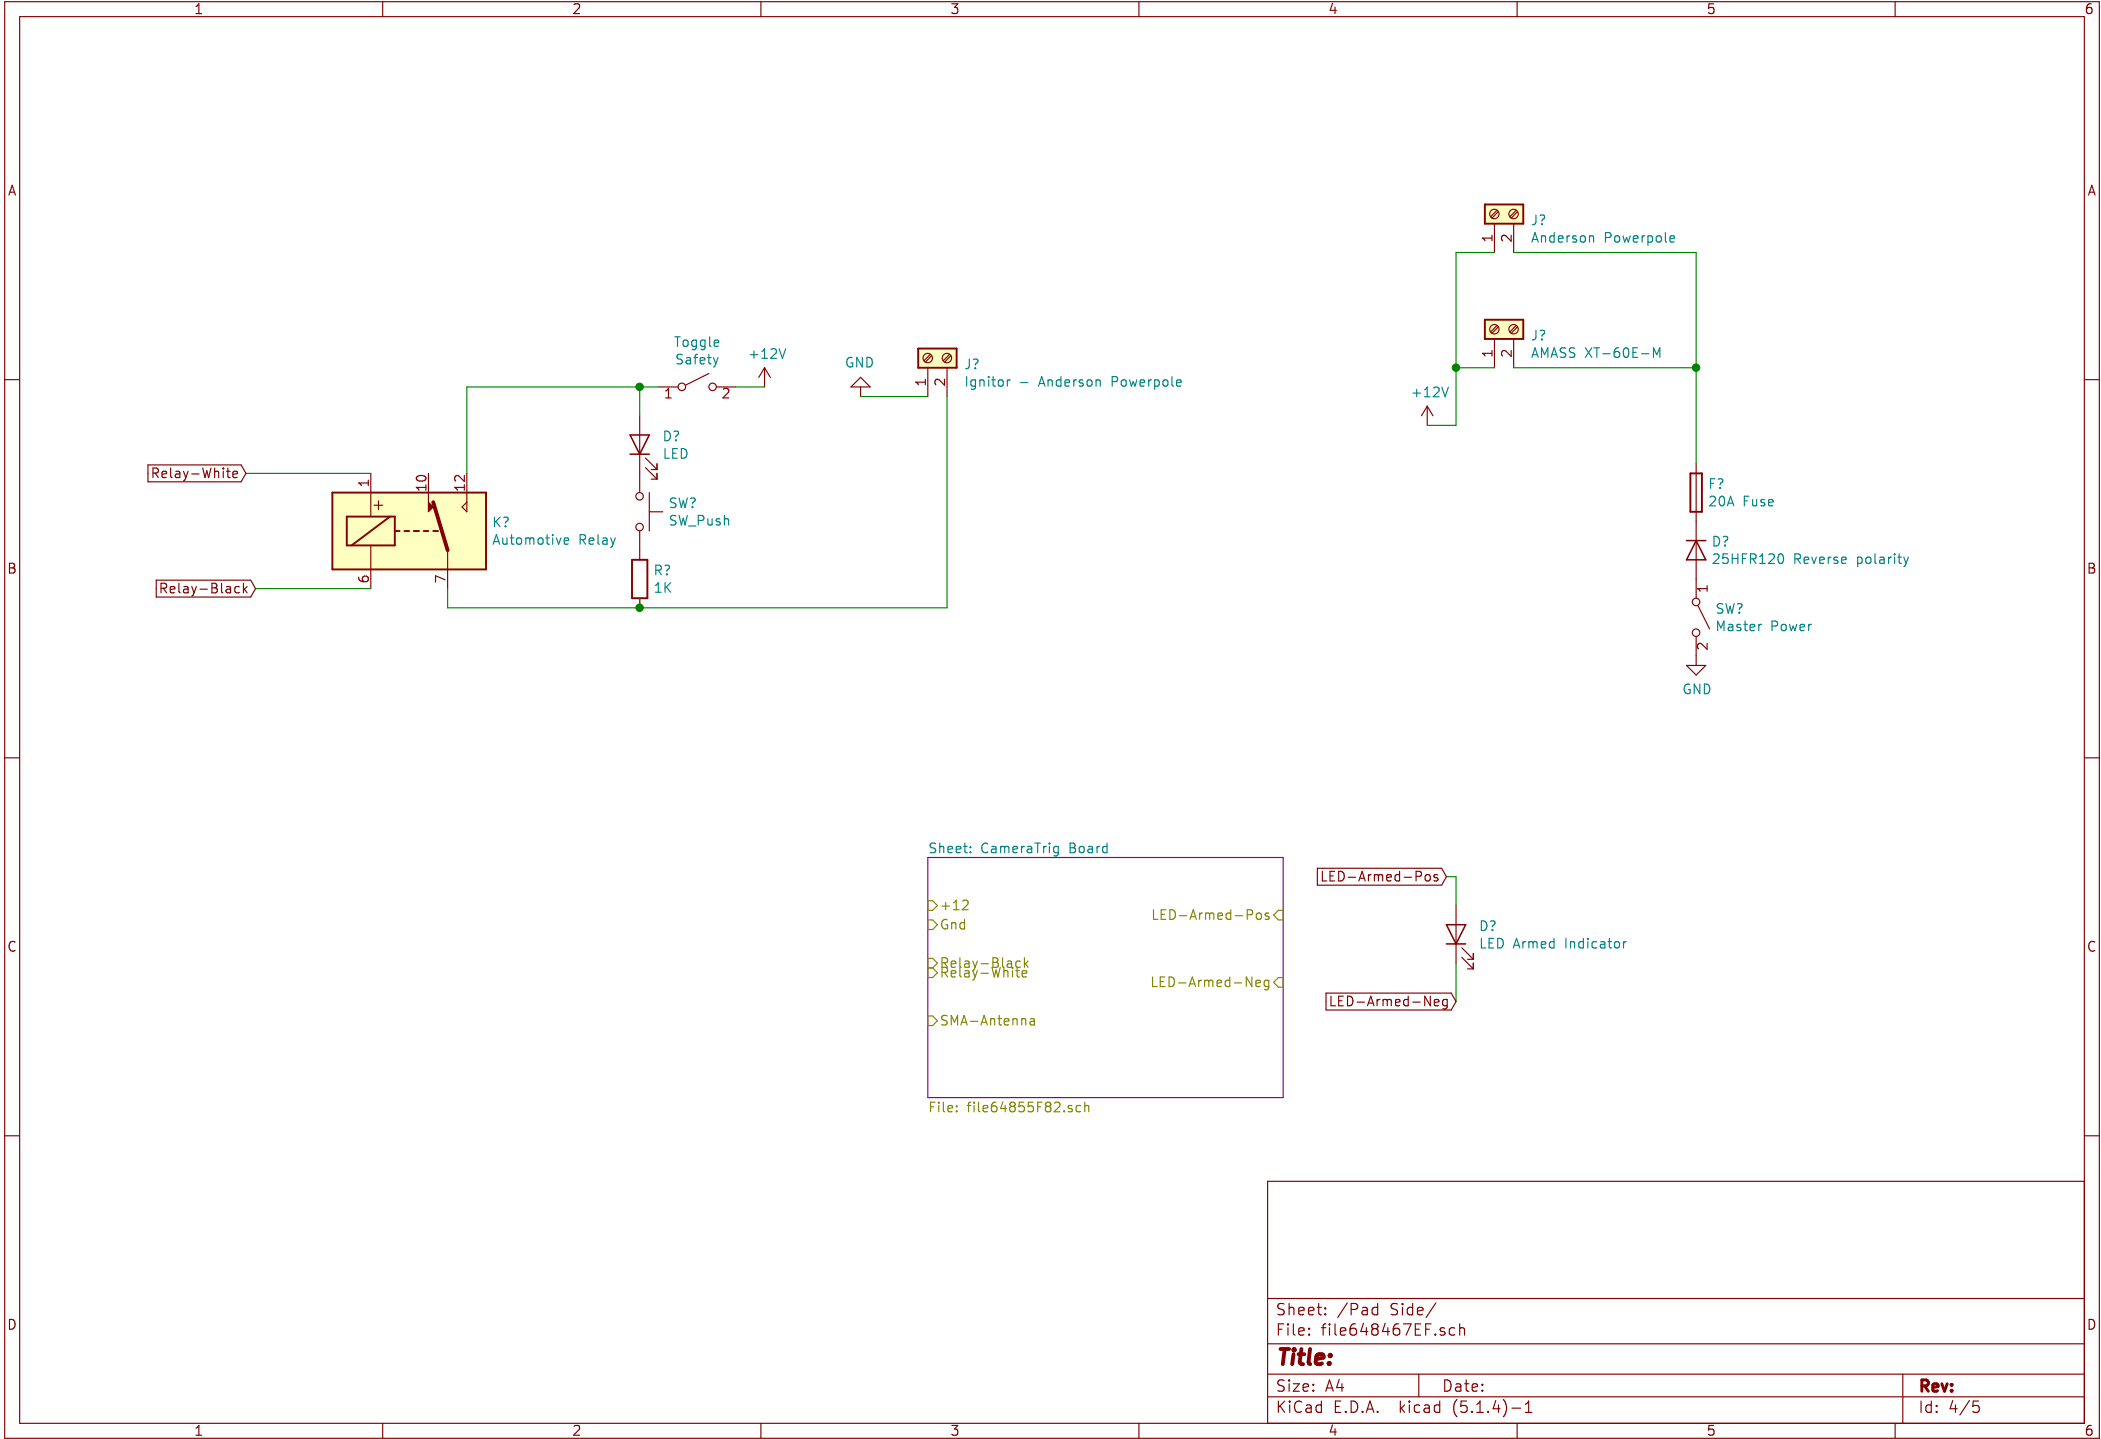 1 2 3 4 5 6
A
A
J?
Anderson Powerpole
1
2
J?
AMASS XT-60E-M
1
2
+12V
Toggle
Safety
+12V
1
2
GND
J?
Ignitor - Anderson Powerpole
1
2
D?
LED
Relay-White
1
10
12
+
SW?
SW_Push
K?
Automotive Relay
R?
1K
Relay-Black
6
7
F?
20A Fuse
D?
25HFR120 Reverse polarity
1
SW?
Master Power
2
GND
B
B
Sheet: CameraTrig Board
+12
Gnd
Relay-Black
Relay-White
SMA-Antenna
LED-Armed-Pos
LED-Armed-Neg
File: file64855F82.sch
LED-Armed-Pos
D?
LED Armed Indicator
LED-Armed-Neg
C
C
D
D
Sheet: /Pad Side/
File: file648467EF.sch
Title:
Size: A4 Date: Rev:
KiCad E.D.A. kicad (5.1.4)-1 Id: 4/5
1 2 3 4 5 6